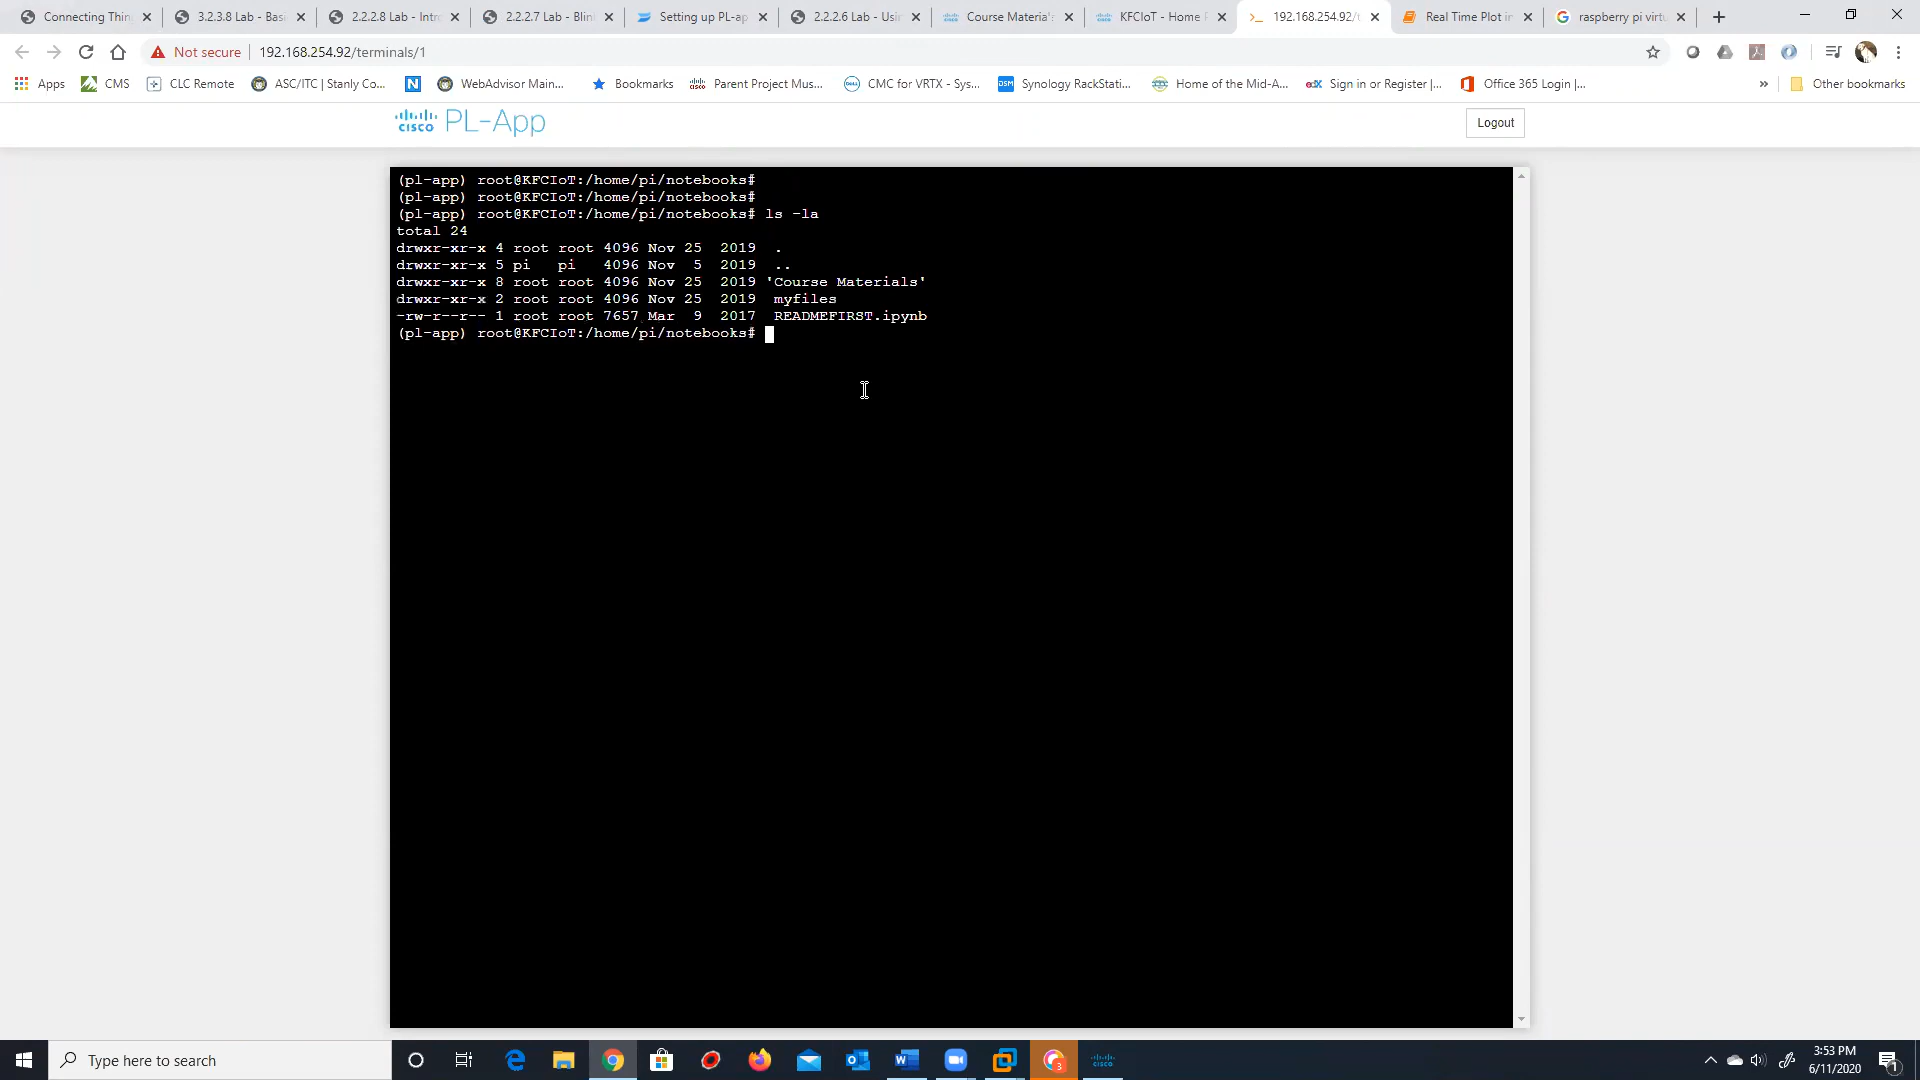 Connecting Thin
3.2.3.8 Lab - Bas
2.2.2.8 Lab - Intr
2.2.2.7 Lab - Blin
Setting up PL-ap
2.2.2.6 Lab - Usin
Course Materia
KFCIoT - Home P
192.168.254.92/t
Real Time Plot in
raspberry pi virtu
Not secure
192.168.254.92/terminals/1
Apps
CMS
CLC Remote
ASC/ITC | Stanly Co...
WebAdvisor Main...
Bookmarks
Parent Project Mus...
CMC for VRTX - Sys...
Synology RackStati...
Home of the Mid-A...
Sign in or Register |...
Office 365 Login |...
»
Other bookmarks
cisco PL-App
Logout
(pl-app) root@KFCIoT:/home/pi/notebooks#
(pl-app) root@KFCIoT:/home/pi/notebooks#
(pl-app) root@KFCIoT:/home/pi/notebooks# ls -la
total 24
drwxr-xr-x 4 root root 4096 Nov 25  2019  .
drwxr-xr-x 5 pi   pi   4096 Nov  5  2019  ..
drwxr-xr-x 8 root root 4096 Nov 25  2019 'Course Materials'
drwxr-xr-x 2 root root 4096 Nov 25  2019  myfiles
-rw-r--r-- 1 root root 7657 Mar  9  2017  READMEFIRST.ipynb
(pl-app) root@KFCIoT:/home/pi/notebooks#
Type here to search
3:53 PM
6/11/2020